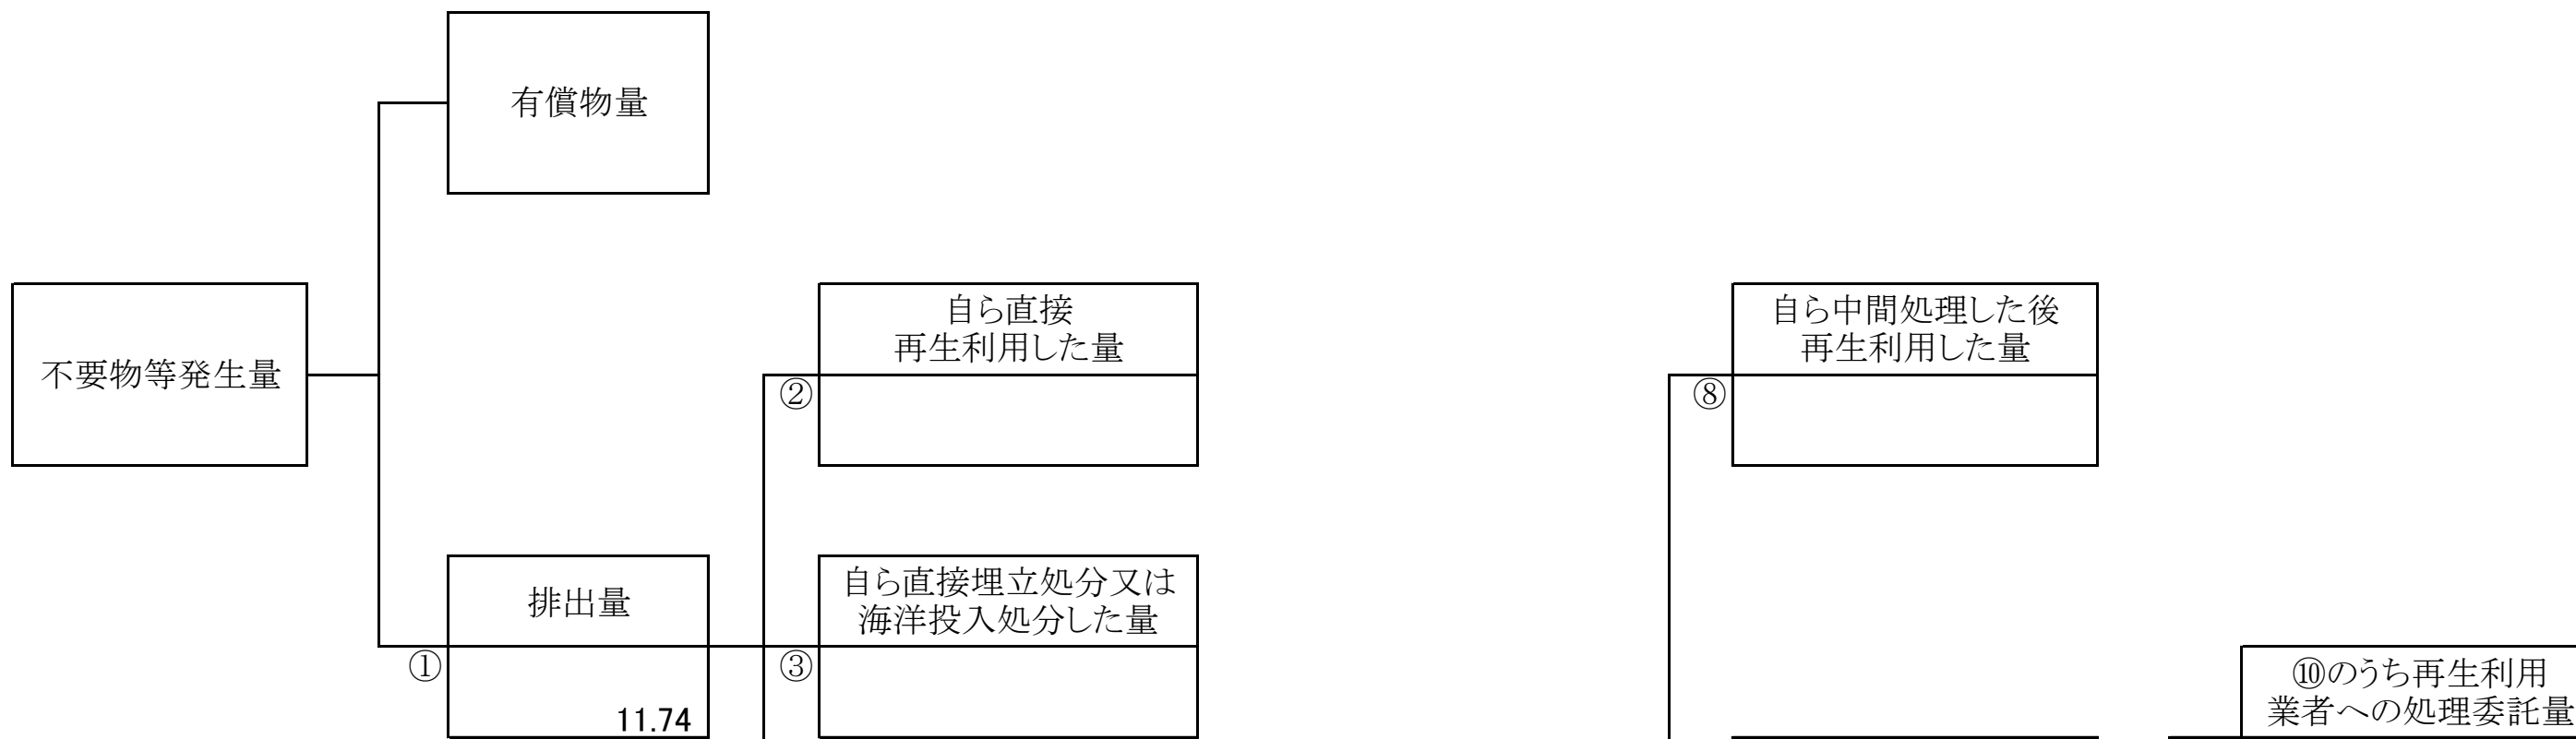 有償物量
不要物等発生量
自ら直接
再生利用した量
②
自ら中間処理した後
再生利用した量
⑧
排出量
①
11.74
自ら直接埋立処分又は
海洋投入処分した量
③
⑩のうち再生利用
業者への処理委託量